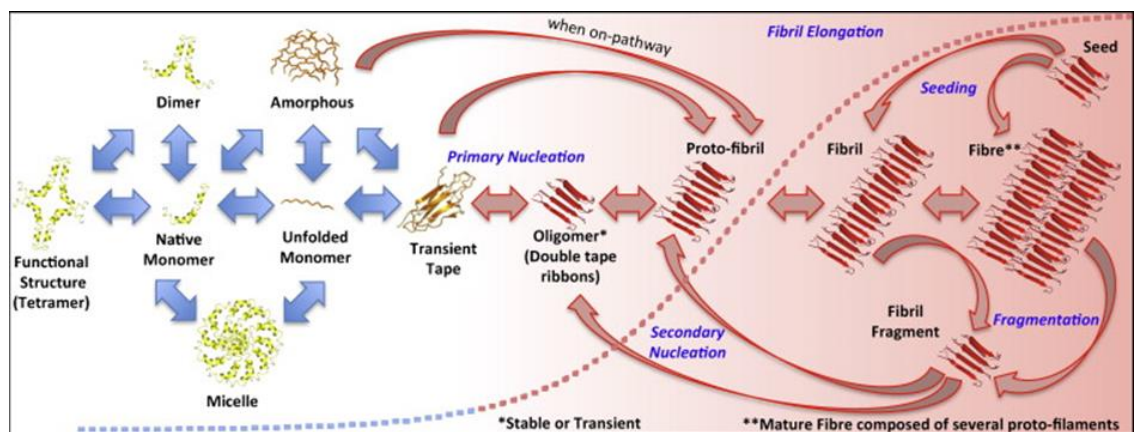 when on-pathway
Fibril Elongation
Seed
Dimer
Amorphous
Seeding
Primary Nucleation
Proto-fibril
Fibril
Fibre**
Functional
Structure
(Tetramer)
Native
Monomer
Unfolded
Monomer
Transient
Tape
Oligomer*
(Double tape
ribbons)
Micelle
Secondary
Nucleation
Fibril
Fragment
Fragmentation
*Stable or Transient
**Mature Fibre composed of several proto-filaments